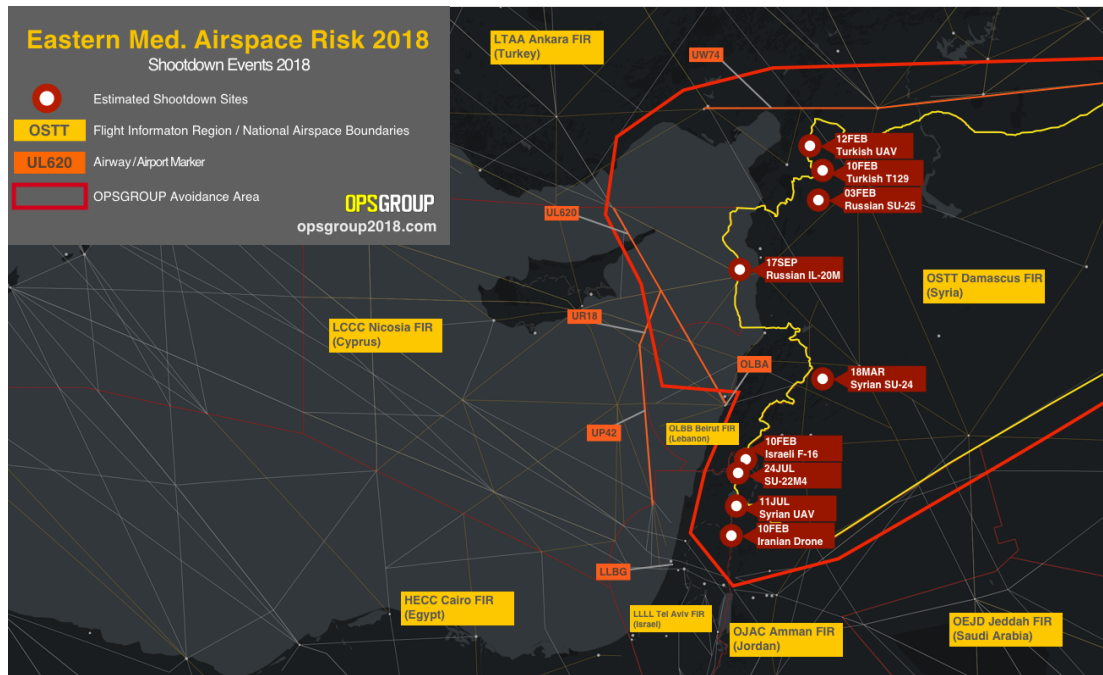 Eastern Med. Airspace Risk 2018
Shootdown Events 2018
Estimated Shootdown Sites
OSTT
Flight Informaton Region / National Airspace Boundaries
UL620
Airway/Airport Marker
OPSGROUP Avoidance Area
OPSGROUP
opsgroup2018.com
LTAA Ankara FIR
(Turkey)
UW74
12FEB
Turkish UAV
10FEB
Turkish T129
03FEB
Russian SU-25
UL620
17SEP
Russian IL-20M
OSTT Damascus FIR
(Syria)
LCCC Nicosia FIR
(Cyprus)
UR18
OLBA
18MAR
Syrian SU-24
UP42
OLBB Beirut FIR
(Lebanon)
10FEB
Israeli F-16
24JUL
SU-22M4
11JUL
Syrian UAV
10FEB
Iranian Drone
LLBG
HECC Cairo FIR
(Egypt)
LLLL Tel Aviv FIR
(Israel)
OJAC Amman FIR
(Jordan)
OEJD Jeddah FIR
(Saudi Arabia)